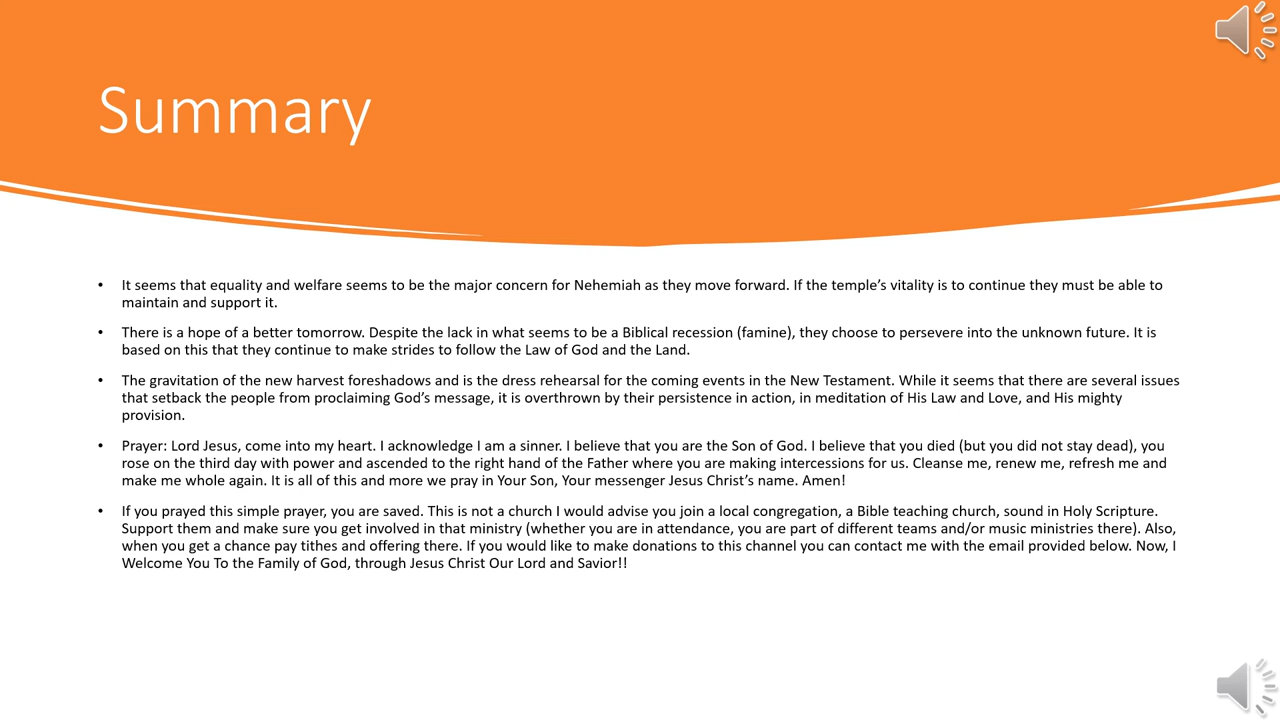 Summary
• It seems that equality and welfare seems to be the major concern for Nehemiah as they move forward. If the temple’s vitality is to continue they must be able to
maintain and support it.
• There is a hope of a better tomorrow. Despite the lack in what seems to be a Biblical recession (famine), they choose to persevere into the unknown future. It is
based on this that they continue to make strides to follow the Law of God and the Land.
• The gravitation of the new harvest foreshadows and is the dress rehearsal for the coming events in the New Testament. While it seems that there are several issues
that setback the people from proclaiming God’s message, it is overthrown by their persistence in action, in meditation of His Law and Love, and His mighty
provision.
• Prayer: Lord Jesus, come into my heart. I acknowledge I am a sinner. I believe that you are the Son of God. I believe that you died (but you did not stay dead), you
rose on the third day with power and ascended to the right hand of the Father where you are making intercessions for us. Cleanse me, renew me, refresh me and
make me whole again. It is all of this and more we pray in Your Son, Your messenger Jesus Christ’s name. Amen!
• If you prayed this simple prayer, you are saved. This is not a church I would advise you join a local congregation, a Bible teaching church, sound in Holy Scripture.
Support them and make sure you get involved in that ministry (whether you are in attendance, you are part of different teams and/or music ministries there). Also,
when you get a chance pay tithes and offering there. If you would like to make donations to this channel you can contact me with the email provided below. Now, I
Welcome You To the Family of God, through Jesus Christ Our Lord and Savior!!